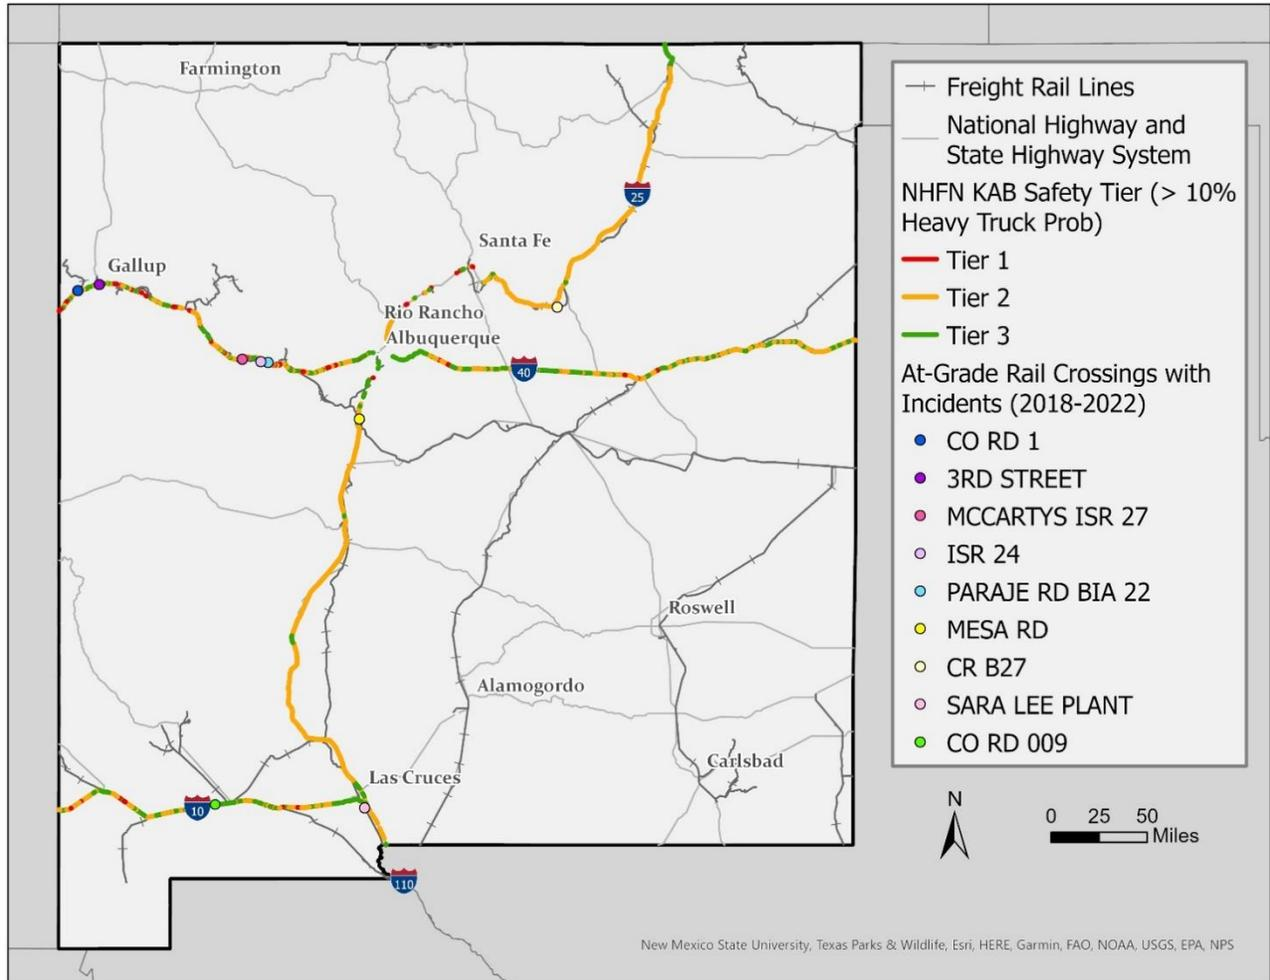 Farmington
25
Santa Fe
Gallup
Rio Rancho
Albuquerque
40
Roswell
Alamogordo
Carlsbad
Las Cruces
10
110
Freight Rail Lines
National Highway and
State Highway System
NHFN KAB Safety Tier (> 10%
Heavy Truck Prob)
Tier 1
Tier 2
Tier 3
At-Grade Rail Crossings with
Incidents (2018-2022)
CO RD 1
3RD STREET
MCCARTYS ISR 27
ISR 24
PARAJE RD BIA 22
MESA RD
CR B27
SARA LEE PLANT
CO RD 009
N
0 25 50
Miles
New Mexico State University, Texas Parks & Wildlife, Esri, HERE, Garmin, FAO, NOAA, USGS, EPA, NPS